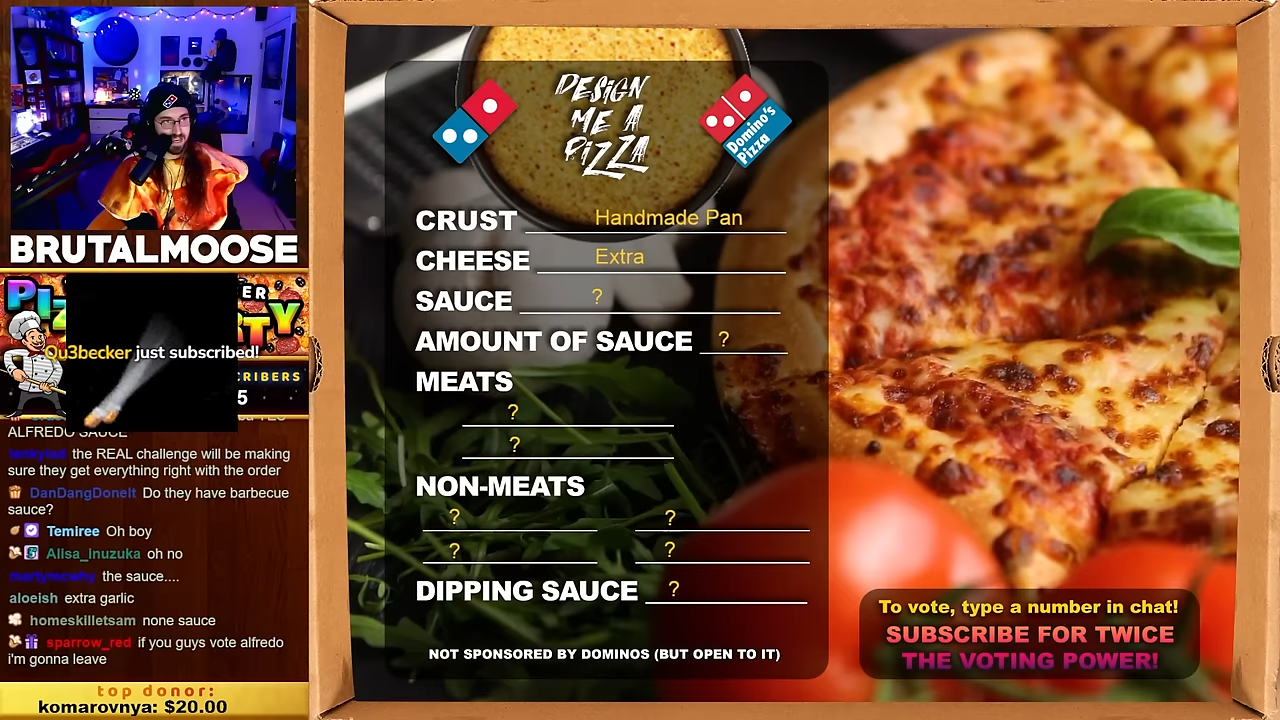 BRUTALMOOSE
Qu3becker just subscribed!
5
ALFREDO SAUCE
the REAL challenge will be making
sure they get everything right with the order
DanDangDoneIt Do they have barbecue
sauce?
Temiree Oh boy
Alisa_Inuzuka oh no
martymcwhy the sauce....
aloeish extra garlic
homeskilletsam none sauce
sparrow_red if you guys vote alfredo
i'm gonna leave
top donor:
komarovnya: $20.00
DESIGN
ME A
PIZZA
Domino's
Pizza
CRUST Handmade Pan
CHEESE Extra
SAUCE ?
AMOUNT OF SAUCE ?
MEATS
?
?
NON-MEATS
? ?
? ?
DIPPING SAUCE ?
NOT SPONSORED BY DOMINOS (BUT OPEN TO IT)
To vote, type a number in chat!
SUBSCRIBE FOR TWICE
THE VOTING POWER!